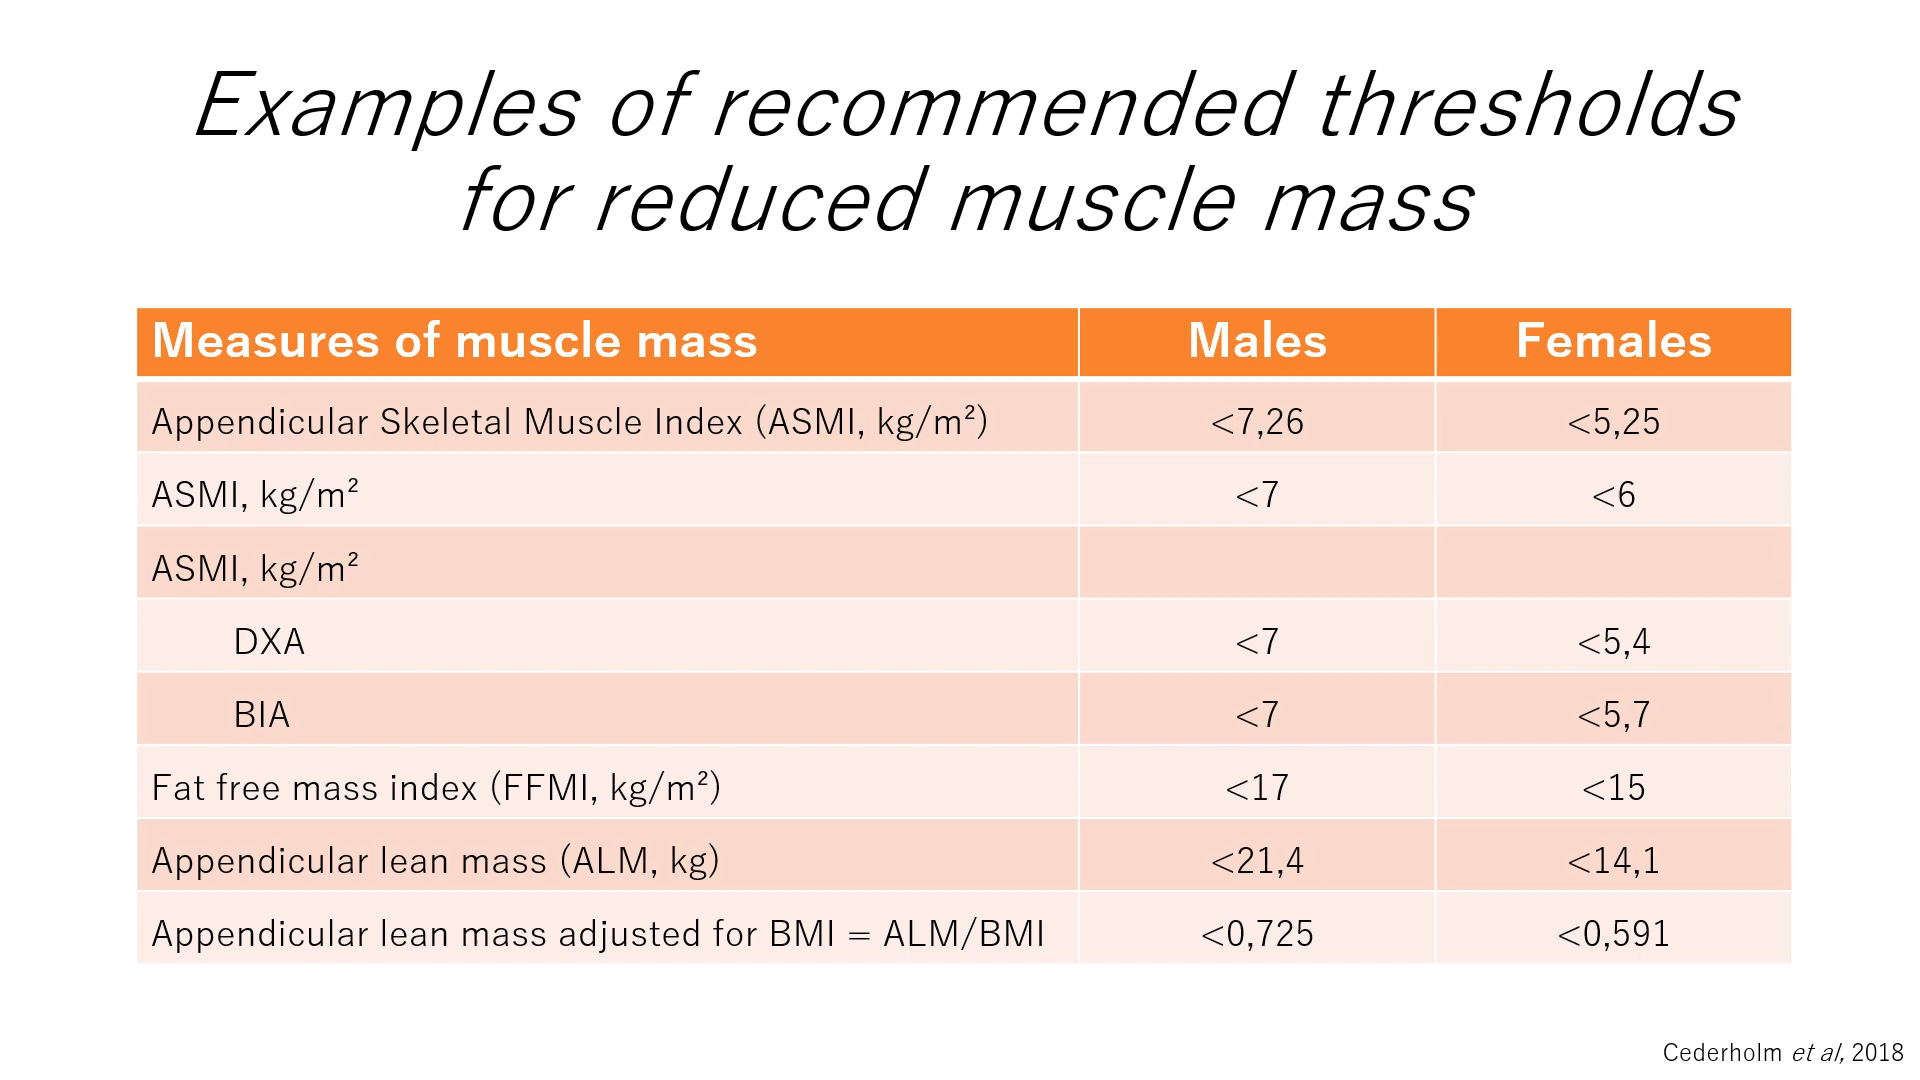 Examples of recommended thresholds
for reduced muscle mass
Measures of muscle mass Males Females
Appendicular Skeletal Muscle Index (ASMI, kg/m²) <7,26 <5,25
ASMI, kg/m² <7 <6
ASMI, kg/m²
DXA <7 <5,4
BIA <7 <5,7
Fat free mass index (FFMI, kg/m²) <17 <15
Appendicular lean mass (ALM, kg) <21,4 <14,1
Appendicular lean mass adjusted for BMI = ALM/BMI <0,725 <0,591
Cederholm et al, 2018